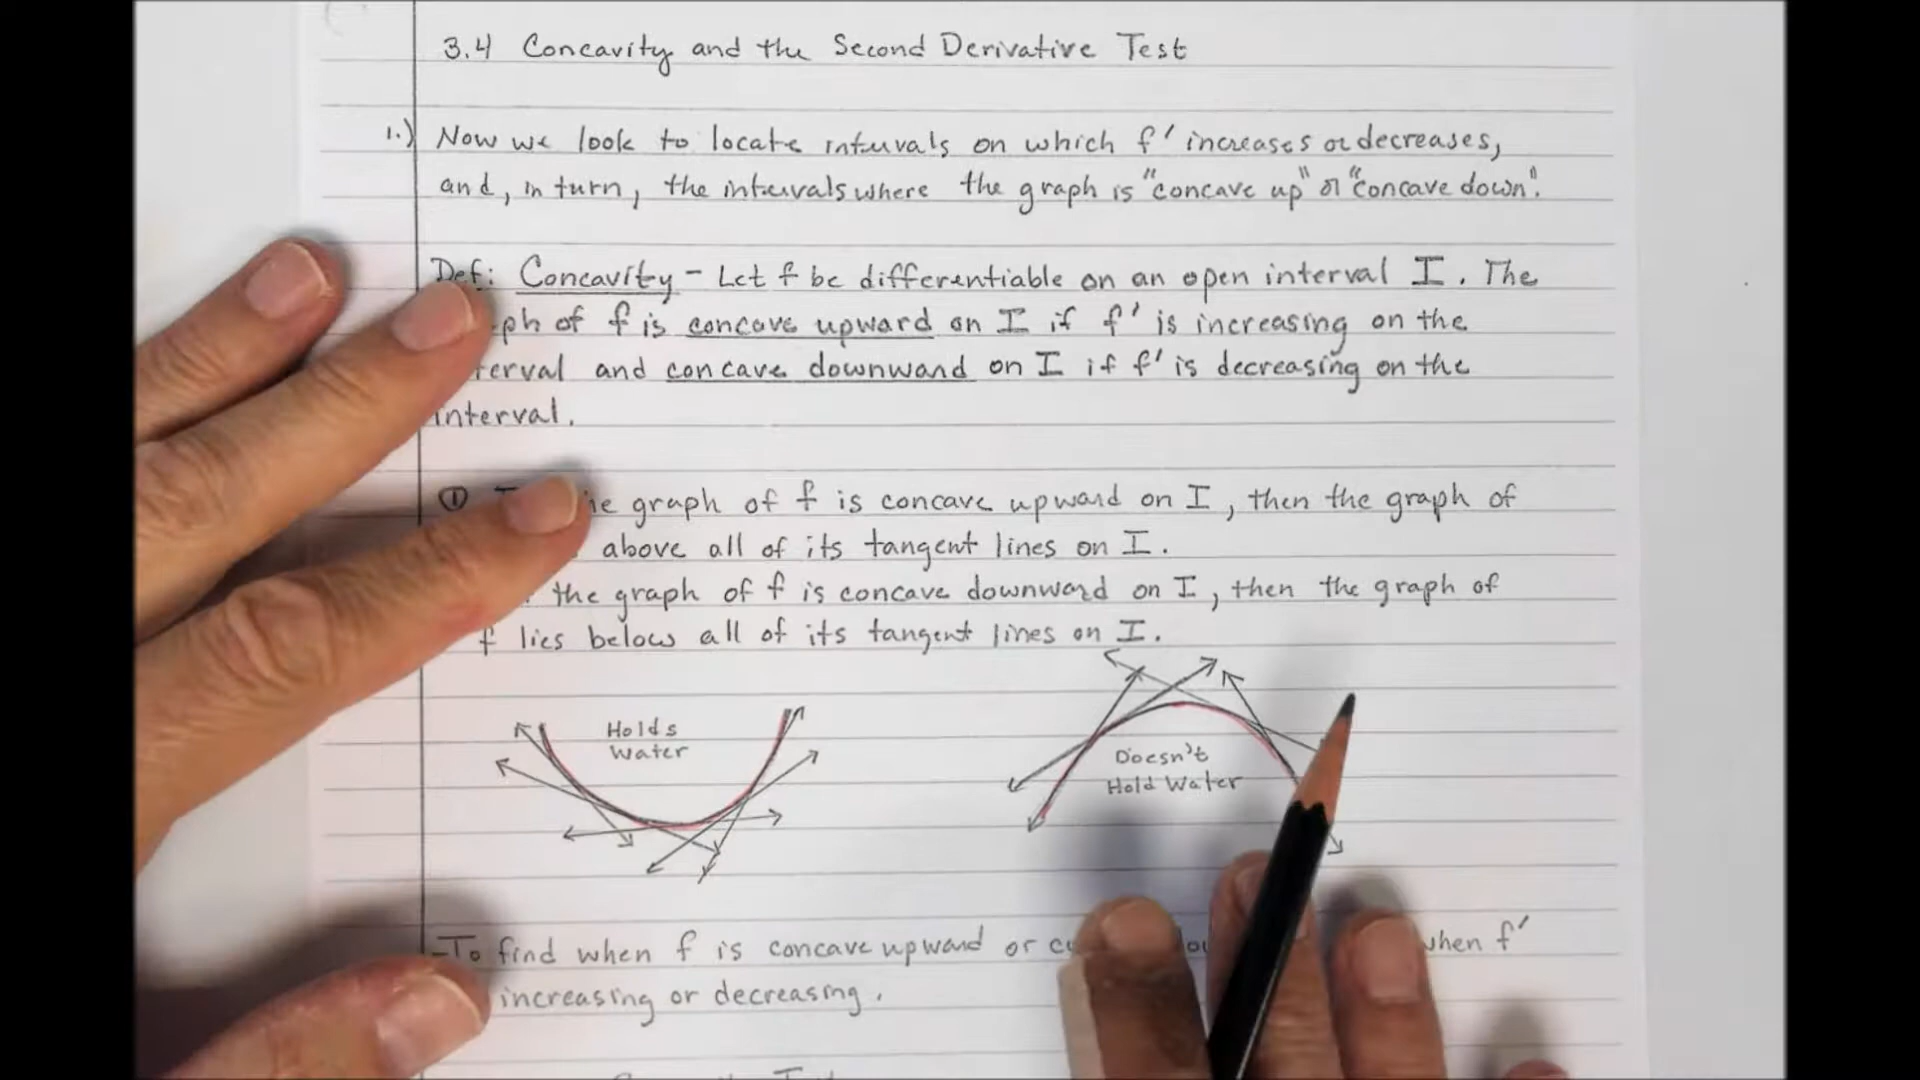 3.4 Concavity and the Second Derivative Test
1.) Now we look to locate intervals on which f' increases or decreases,
and, in turn, the intervals where the graph is "concave up" or "concave down".
Def: Concavity - Let f be differentiable on an open interval I. The
ph of f is concave upward on I if f' is increasing on the
terval and concave downward on I if f' is decreasing on the
interval.
① graph of f is concave upward on I, then the graph of
above all of its tangent lines on I.
the graph of f is concave downward on I, then the graph of
f lies below all of its tangent lines on I.
Holds
Water
Doesn't
Hold Water
-To find when f is concave upward or when f'
increasing or decreasing.